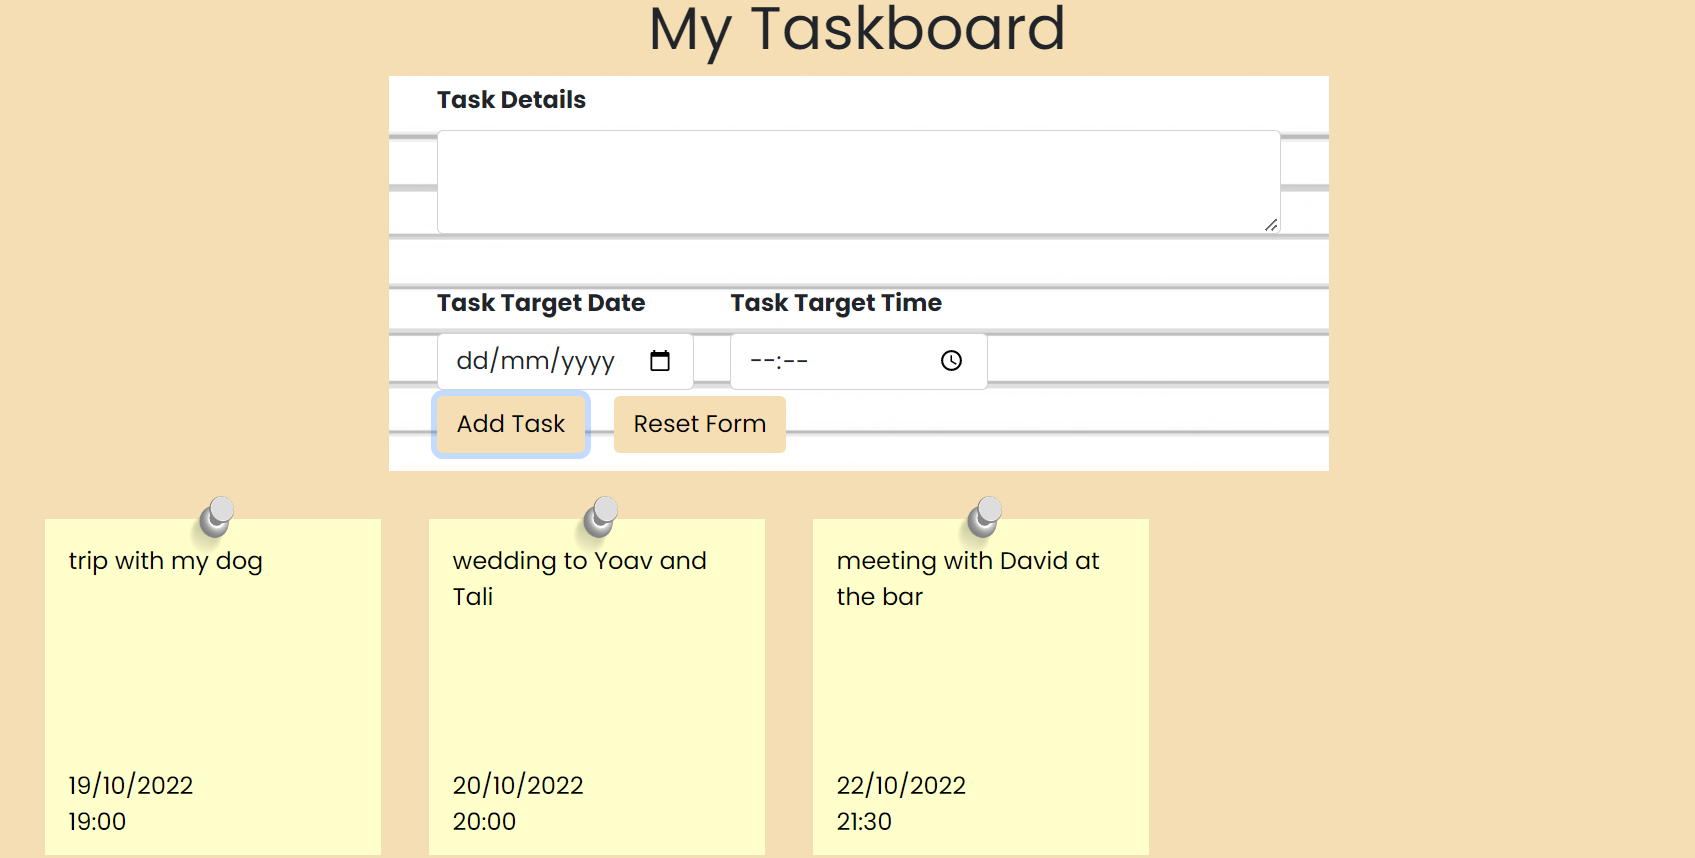 My Taskboard
Task Details
Task Target Date
Task Target Time
dd/mm/yyyy
--:--
Add Task
Reset Form
trip with my dog
19/10/2022
19:00
wedding to Yoav and
Tali
20/10/2022
20:00
meeting with David at
the bar
22/10/2022
21:30